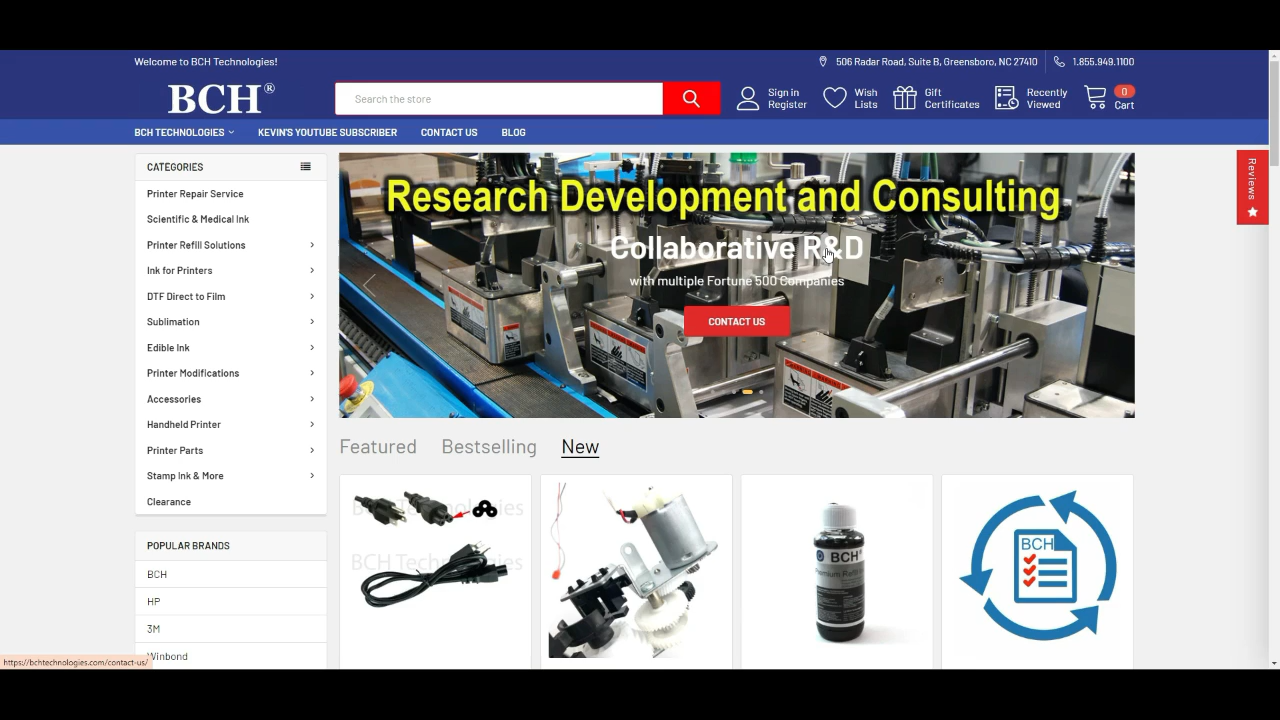 Welcome to BCH Technologies!
506 Radar Road, Suite B, Greensboro, NC 27410
1.855.949.1100
BCH®
Search the store
Sign in
Register
Wish
Lists
Gift
Certificates
Recently
Viewed
0
Cart
BCH TECHNOLOGIES
KEVIN'S YOUTUBE SUBSCRIBER
CONTACT US
BLOG
CATEGORIES
Printer Repair Service
Scientific & Medical Ink
Printer Refill Solutions
Ink for Printers
DTF Direct to Film
Sublimation
Edible Ink
Printer Modifications
Accessories
Handheld Printer
Printer Parts
Stamp Ink & More
Clearance
POPULAR BRANDS
BCH
HP
3M
Winbond
Research Development and Consulting
Collaborative R&D
with multiple Fortune 500 Companies
CONTACT US
Reviews
Featured
Bestselling
New
BCH Technologies
BCH®
Premium Refill
BCH
https://bchtechnologies.com/contact-us/